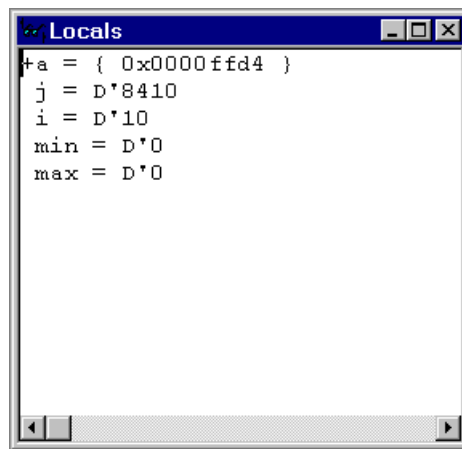 Locals
+a = { 0x0000ffd4 }
j = D'8410
i = D'10
min = D'0
max = D'0